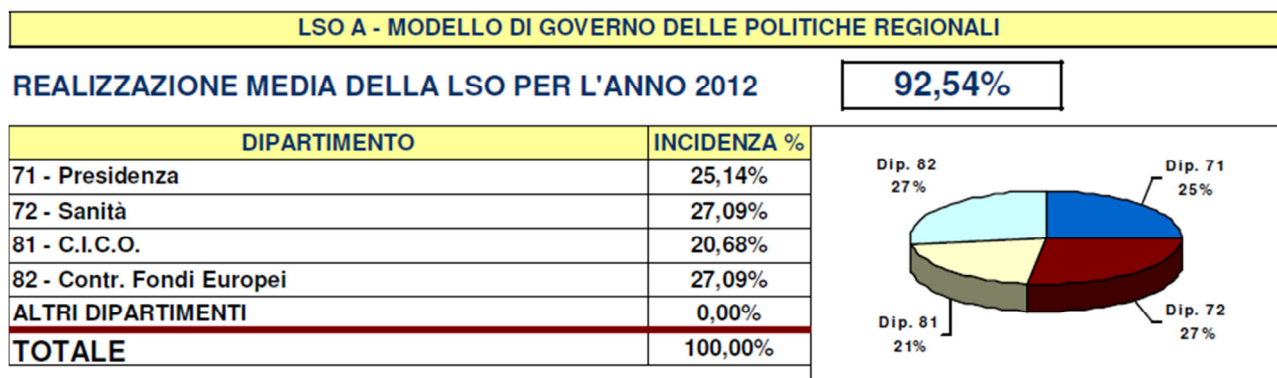 LSO A - MODELLO DI GOVERNO DELLE POLITICHE REGIONALI
REALIZZAZIONE MEDIA DELLA LSO PER L'ANNO 2012 92,54%
DIPARTIMENTO INCIDENZA %
71 - Presidenza 25,14%
72 - Sanità 27,09%
81 - C.I.C.O. 20,68%
82 - Contr. Fondi Europei 27,09%
ALTRI DIPARTIMENTI 0,00%
TOTALE 100,00%
Dip. 82
27%
Dip. 71
25%
Dip. 81
21%
Dip. 72
27%